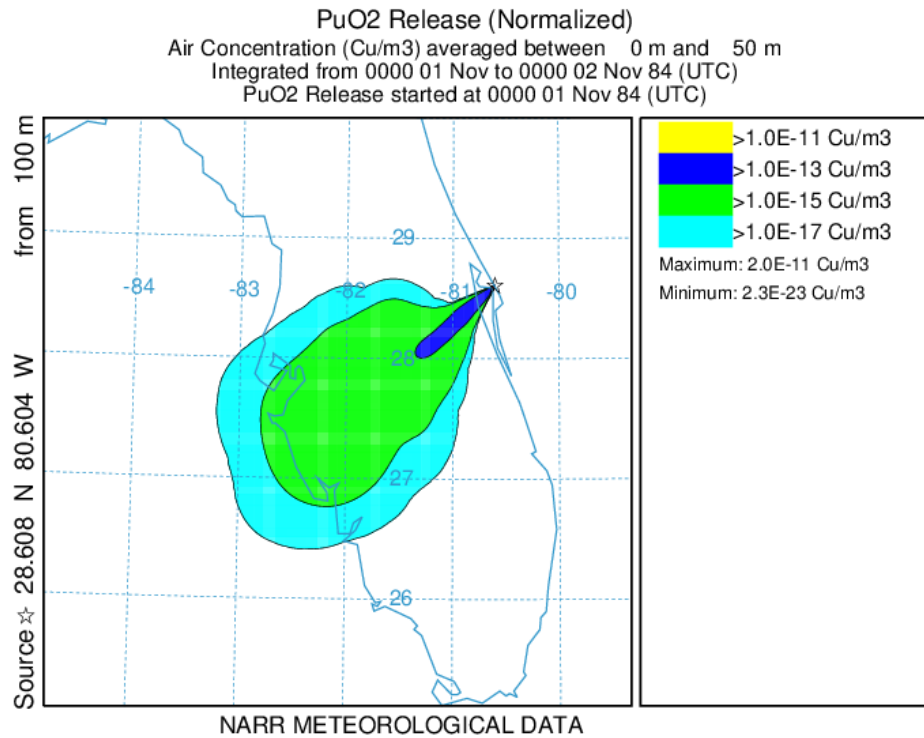 PuO2 Release (Normalized)
Air Concentration (Cu/m3) averaged between 0 m and 50 m
Integrated from 0000 01 Nov to 0000 02 Nov 84 (UTC)
PuO2 Release started at 0000 01 Nov 84 (UTC)
Source ☆ 28.608 N 80.604 W from 100 m
29
-84
-83
-82
-81
-80
28
27
26
>1.0E-11 Cu/m3
>1.0E-13 Cu/m3
>1.0E-15 Cu/m3
>1.0E-17 Cu/m3
Maximum: 2.0E-11 Cu/m3
Minimum: 2.3E-23 Cu/m3
NARR METEOROLOGICAL DATA